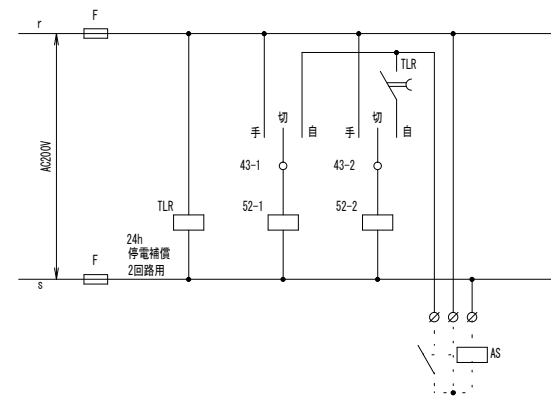 r
F
TLR
手
切
自
手
切
自
AC200V
43-1
43-2
TLR
52-1
52-2
24h
停電補償
2回路用
F
s
AS